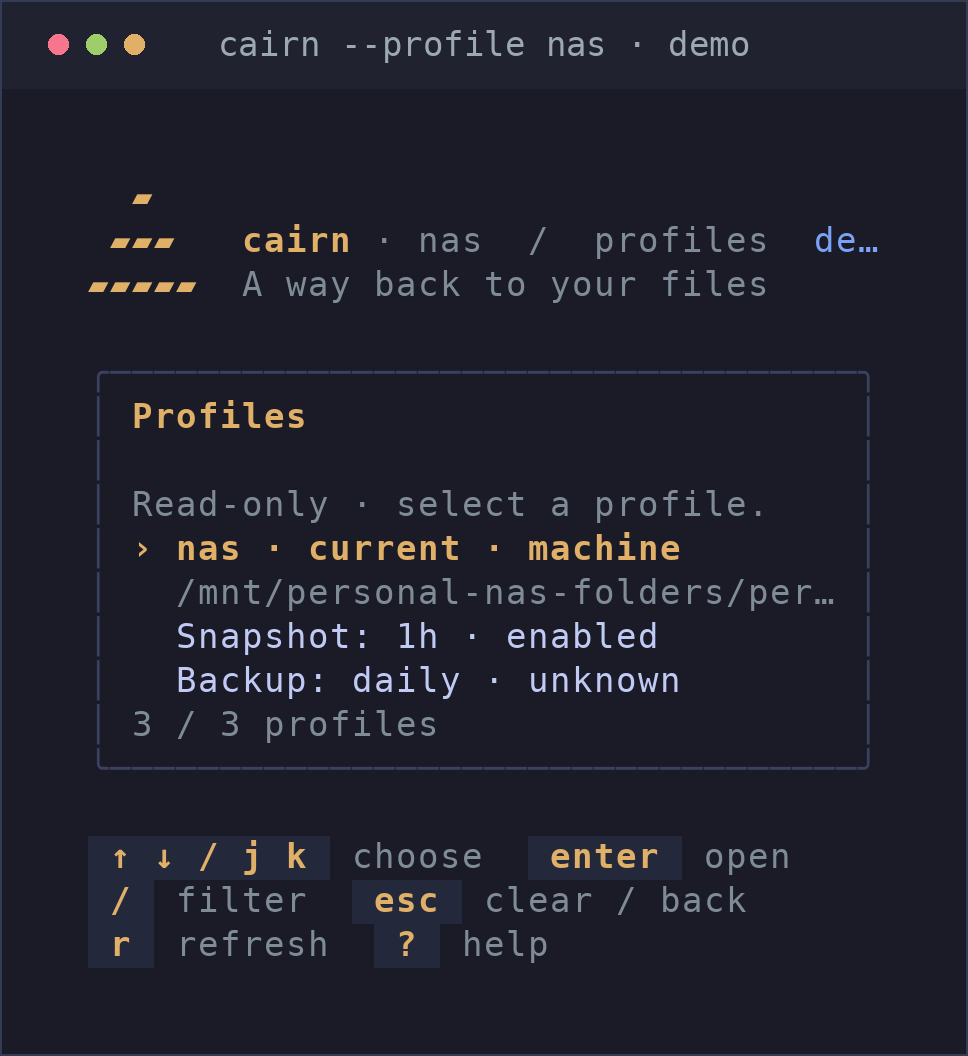 cairn --profile nas · demo
cairn · nas / profiles de…
A way back to your files
Profiles
Read-only · select a profile.
› nas · current · machine
/mnt/personal-nas-folders/per…
Snapshot: 1h · enabled
Backup: daily · unknown
3 / 3 profiles
↑ ↓ / j k choose enter open
/ filter esc clear / back
r refresh ? help